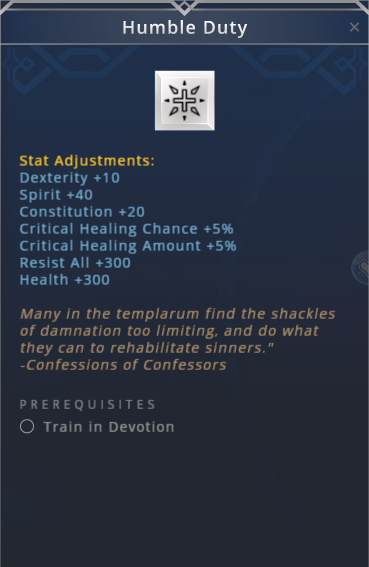 Humble Duty
Stat Adjustments:
Dexterity +10
Spirit +40
Constitution +20
Critical Healing Chance +5%
Critical Healing Amount +5%
Resist All +300
Health +300
Many in the templarum find the shackles
of damnation too limiting, and do what
they can to rehabilitate sinners."
-Confessions of Confessors
PREREQUISITES
Train in Devotion